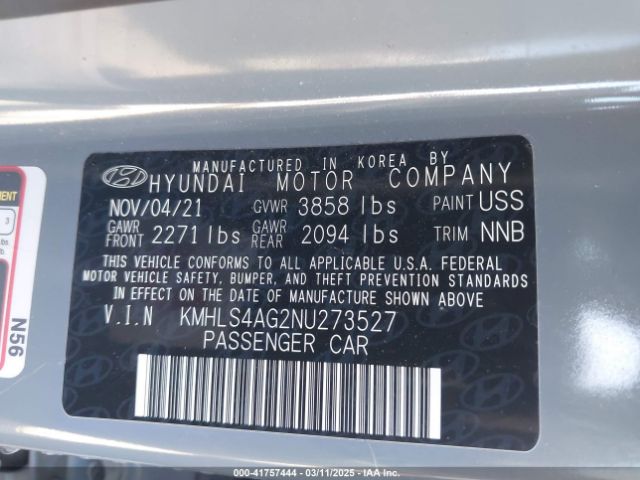 MANUFACTURED IN KOREA BY
HYUNDAI MOTOR COMPANY
NOV/04/21 GVWR 3858 lbs PAINT USS
GAWR FRONT 2271 lbs GAWR REAR 2094 lbs TRIM NNB
THIS VEHICLE CONFORMS TO ALL APPLICABLE U.S.A. FEDERAL
MOTOR VEHICLE SAFETY, BUMPER, AND THEFT PREVENTION STANDARDS
IN EFFECT ON THE DATE OF MANUFACTURE SHOWN ABOVE.
V.I.N KMHLS4AG2NU273527
PASSENGER CAR
3
lbs.
N56
000-41757444 — 03/11/2025 — IAA Inc.